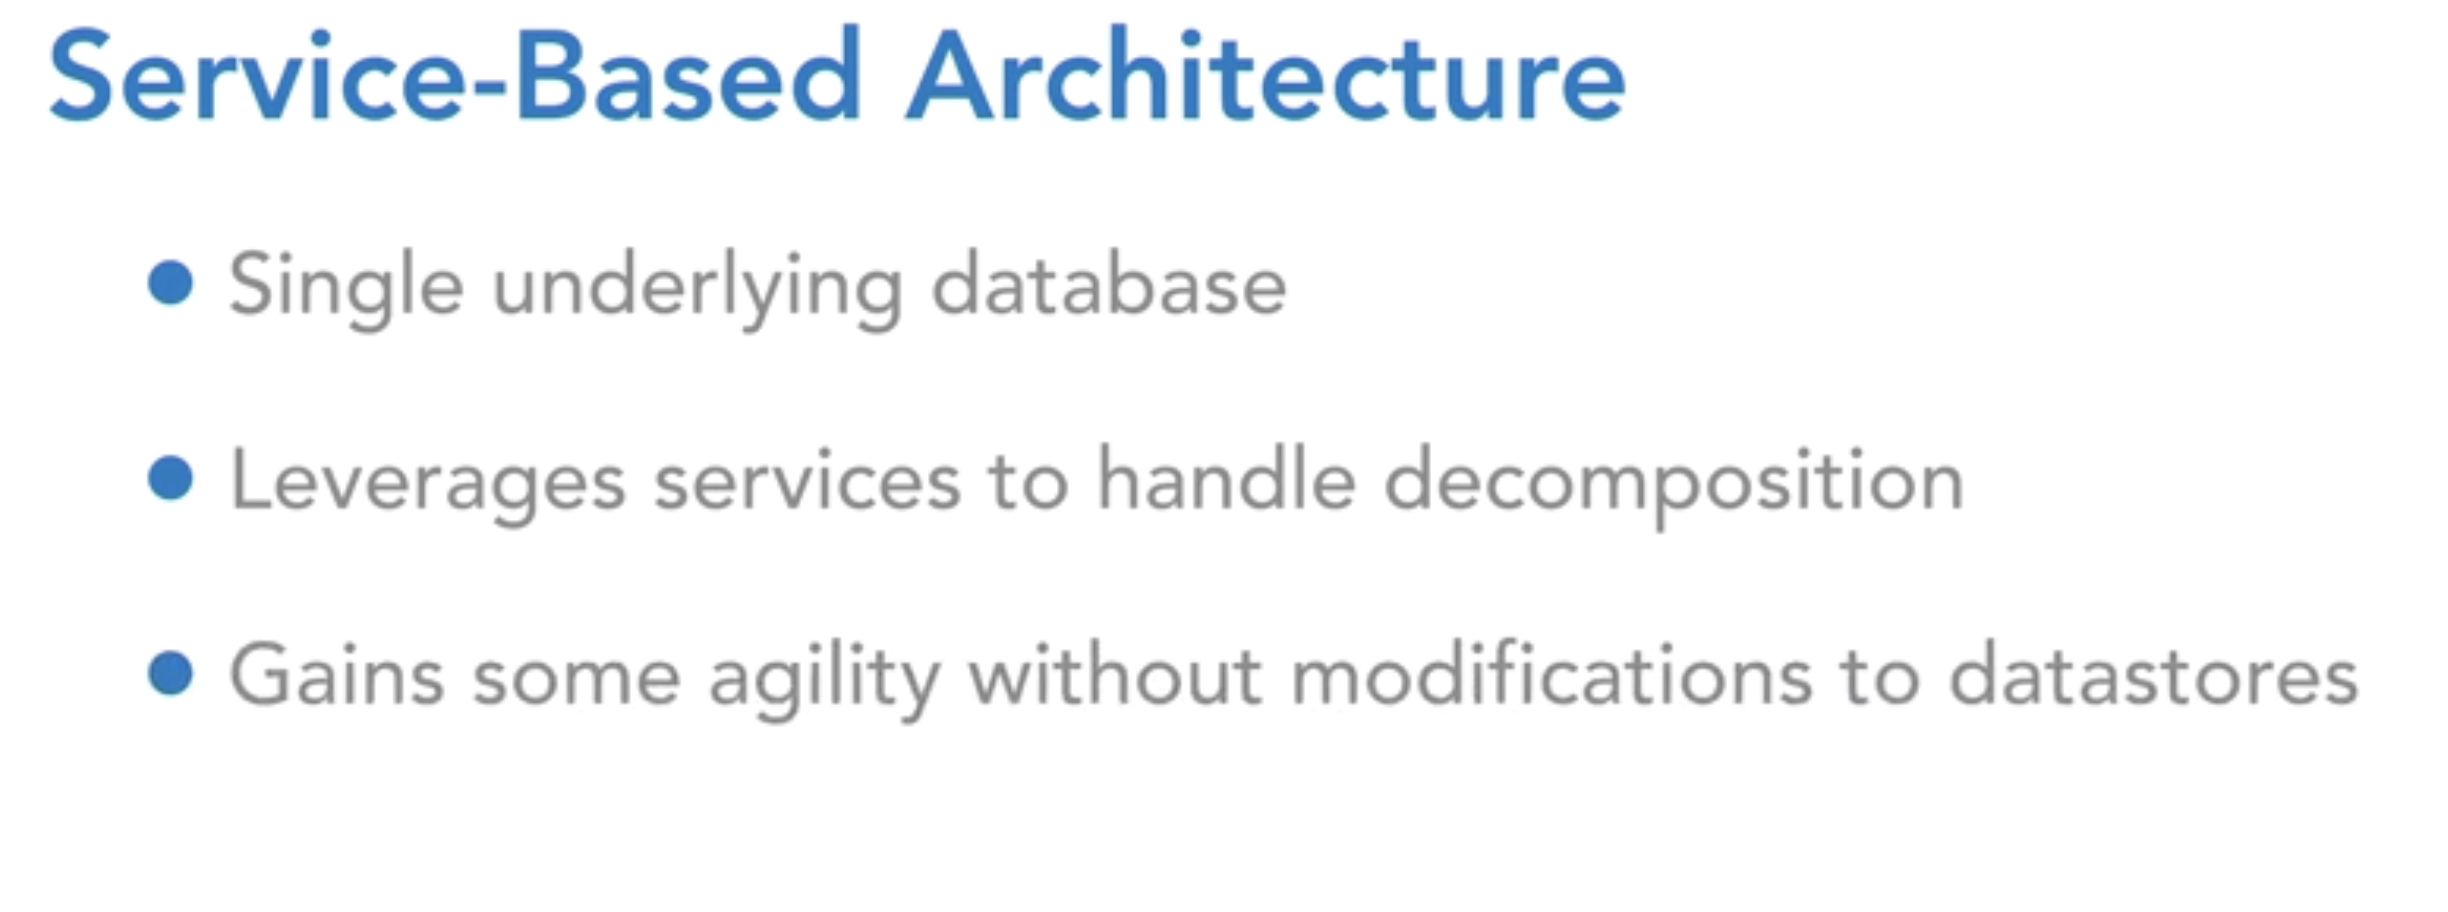 Service-Based Architecture
● Single underlying database
● Leverages services to handle decomposition
● Gains some agility without modifications to datastores